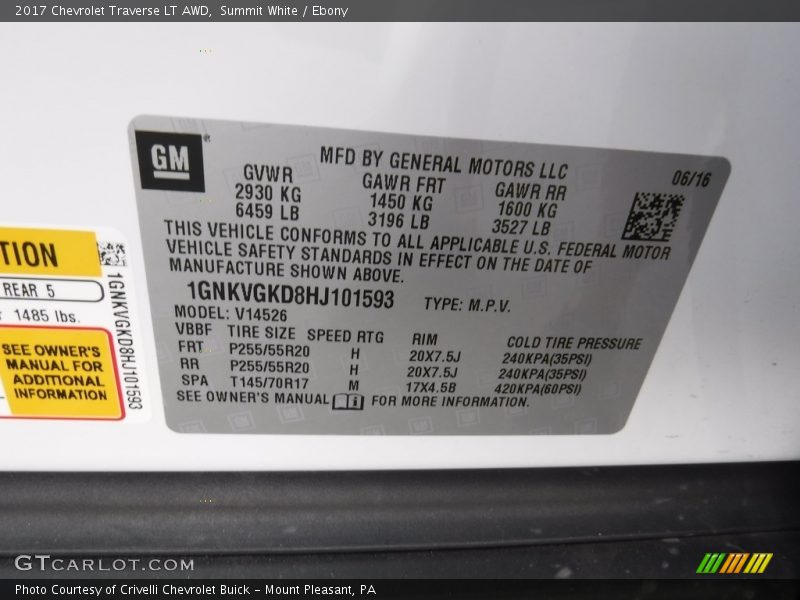 2017 Chevrolet Traverse LT AWD, Summit White / Ebony
GM
MFD BY GENERAL MOTORS LLC
06/16
GVWR GAWR FRT GAWR RR
2930 KG 1450 KG 1600 KG
6459 LB 3196 LB 3527 LB
THIS VEHICLE CONFORMS TO ALL APPLICABLE U.S. FEDERAL MOTOR
VEHICLE SAFETY STANDARDS IN EFFECT ON THE DATE OF
MANUFACTURE SHOWN ABOVE.
1GNKVGKD8HJ101593 TYPE: M.P.V.
MODEL: V14526
VBBF TIRE SIZE SPEED RTG RIM COLD TIRE PRESSURE
FRT P255/55R20 H 20X7.5J 240KPA(35PSI)
RR P255/55R20 H 20X7.5J 240KPA(35PSI)
SPA T145/70R17 M 17X4.5B 420KPA(60PSI)
SEE OWNER'S MANUAL FOR MORE INFORMATION.
TION
REAR 5
1485 lbs.
SEE OWNER'S
MANUAL FOR
ADDITIONAL
INFORMATION
1GNKVGKD8HJ101593
GTCARLOT.COM
Photo Courtesy of Crivelli Chevrolet Buick - Mount Pleasant, PA